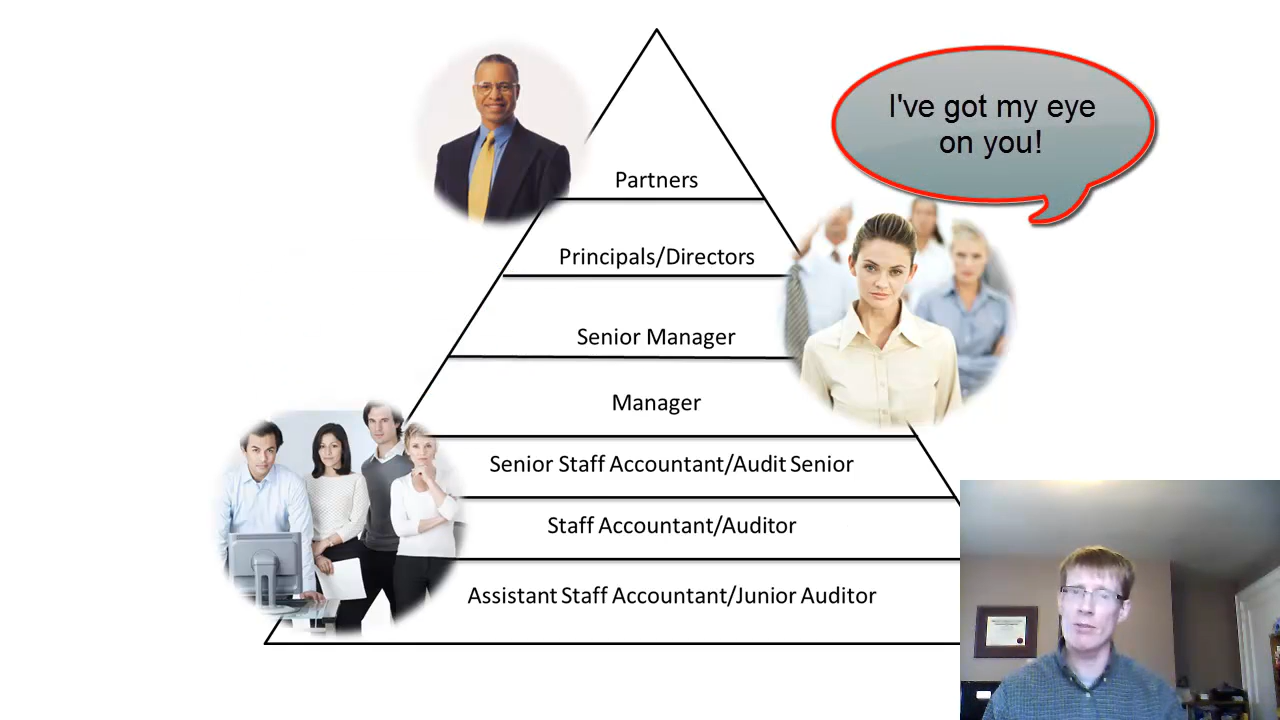 I've got my eye
on you!
Partners
Principals/Directors
Senior Manager
Manager
Senior Staff Accountant/Audit Senior
Staff Accountant/Auditor
Assistant Staff Accountant/Junior Auditor